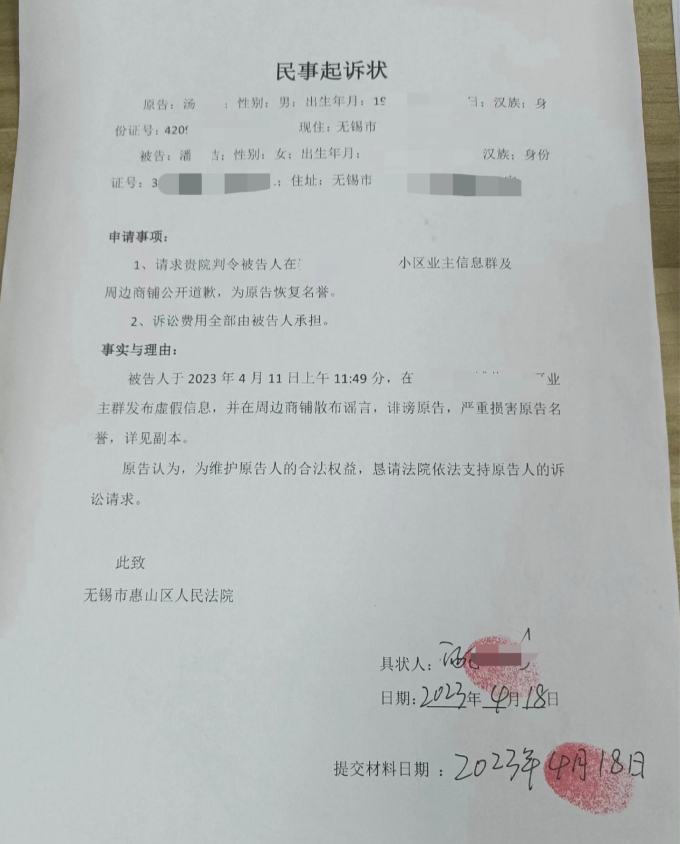 民事起诉状
原告：汤 ；性别：男；出生年月：19 日；汉族；身
份证号：420 现住：无锡市
被告：潘 洁；性别：女；出生年月： 汉族；身份
证号：3 ；住址：无锡市
申请事项：
1、请求贵院判令被告人在 小区业主信息群及
周边商铺公开道歉，为原告恢复名誉。
2、诉讼费用全部由被告人承担。
事实与理由：
被告人于 2023 年 4 月 11 日上午 11:49 分，在 业
主群发布虚假信息，并在周边商铺散布谣言，诽谤原告，严重损害原告名
誉，详见副本。
原告认为，为维护原告人的合法权益，恳请法院依法支持原告人的诉
讼请求。
此致
无锡市惠山区人民法院
具状人：
日期：2023年 4月 18日
提交材料日期 ：2023年 4月 18日